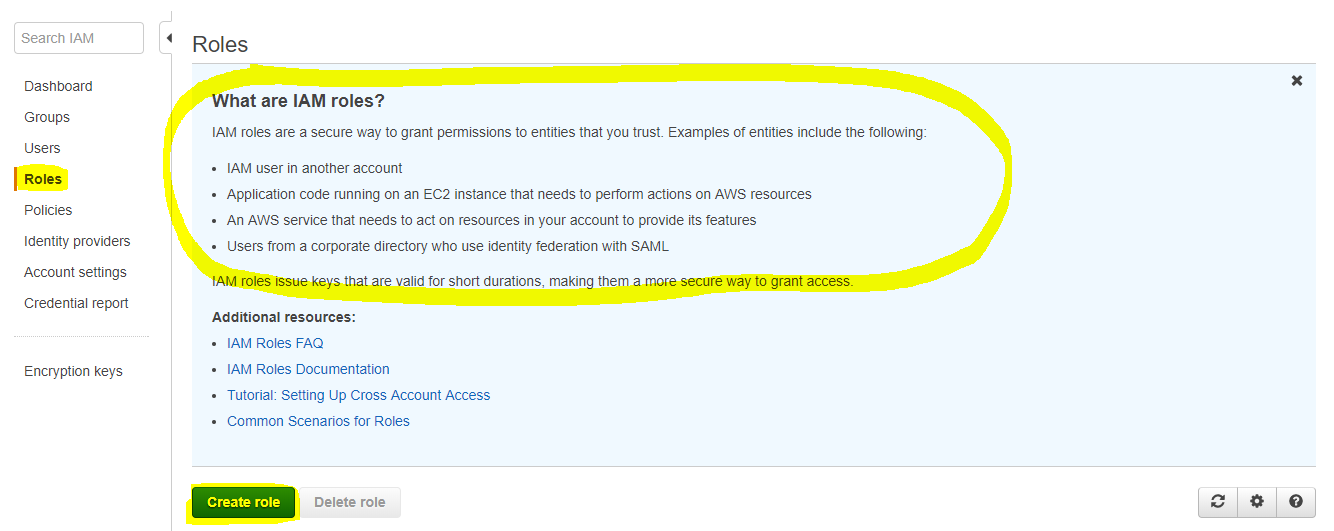 Search IAM
Dashboard
Groups
Users
Roles
Policies
Identity providers
Account settings
Credential report
Encryption keys
Roles
What are IAM roles?
IAM roles are a secure way to grant permissions to entities that you trust. Examples of entities include the following:
IAM user in another account
Application code running on an EC2 instance that needs to perform actions on AWS resources
An AWS service that needs to act on resources in your account to provide its features
Users from a corporate directory who use identity federation with SAML
IAM roles issue keys that are valid for short durations, making them a more secure way to grant access.
Additional resources:
IAM Roles FAQ
IAM Roles Documentation
Tutorial: Setting Up Cross Account Access
Common Scenarios for Roles
Create role
Delete role